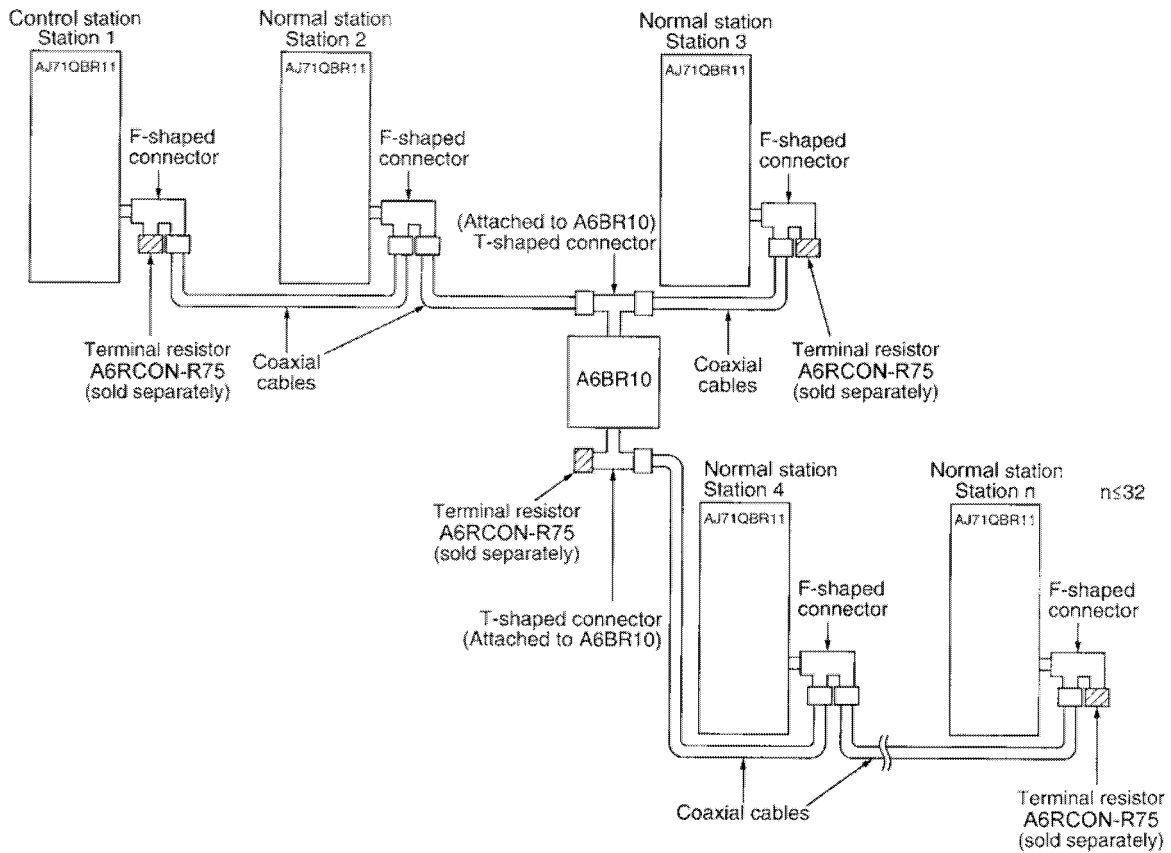 Control station
Station 1
AJ71QBR11
Normal station
Station 2
AJ71QBR11
Normal station
Station 3
AJ71QBR11
F-shaped
connector
F-shaped
connector
F-shaped
connector
(Attached to A6BR10)
T-shaped connector
Terminal resistor
A6RCON-R75
(sold separately)
Coaxial
cables
A6BR10
Coaxial
cables
Terminal resistor
A6RCON-R75
(sold separately)
Terminal resistor
A6RCON-R75
(sold separately)
T-shaped connector
(Attached to A6BR10)
Normal station
Station 4
AJ71QBR11
Normal station
Station n
AJ71QBR11
n≤32
F-shaped
connector
F-shaped
connector
Coaxial cables
Terminal resistor
A6RCON-R75
(sold separately)